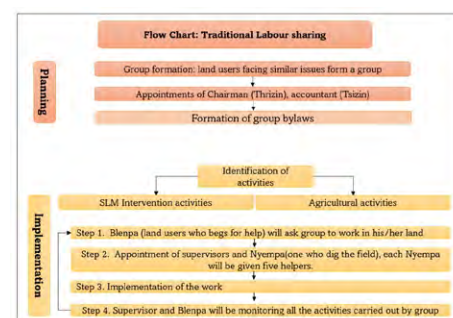 Flow Chart: Traditional Labour sharing
Planning
Group formation: land users facing similar issues form a group
Appointments of Chairman (Thrizin), accountant (Tsizin)
Formation of group bylaws
Identification of
activities
SLM Intervention activities
Agricultural activities
Implementation
Step 1. Blenpa (land users who begs for help) will ask group to work in his/her land
Step 2. Appointment of supervisors and Nyempa(one who dig the field), each Nyempa
will be given five helpers.
Step 3. Implementation of the work
Step 4. Supervisor and Blenpa will be monitoring all the activities carried out by group